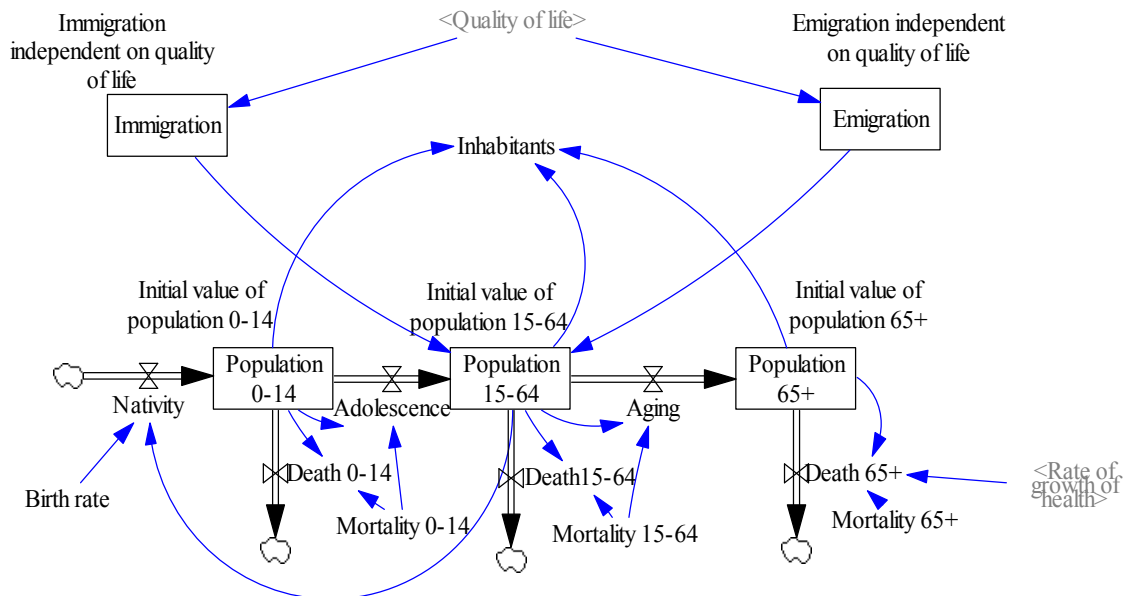 Immigration
independent on quality
of life
<Quality of life>
Emigration independent
on quality of life
Immigration
Emigration
Inhabitants
Initial value of
population 0-14
Initial value of
population 15-64
Initial value of
population 65+
Population
0-14
Population
15-64
Population
65+
Nativity
Adolescence
Aging
Death 0-14
Death15-64
Death 65+
<Rate of
growth of
health>
Birth rate
Mortality 0-14
Mortality 15-64
Mortality 65+